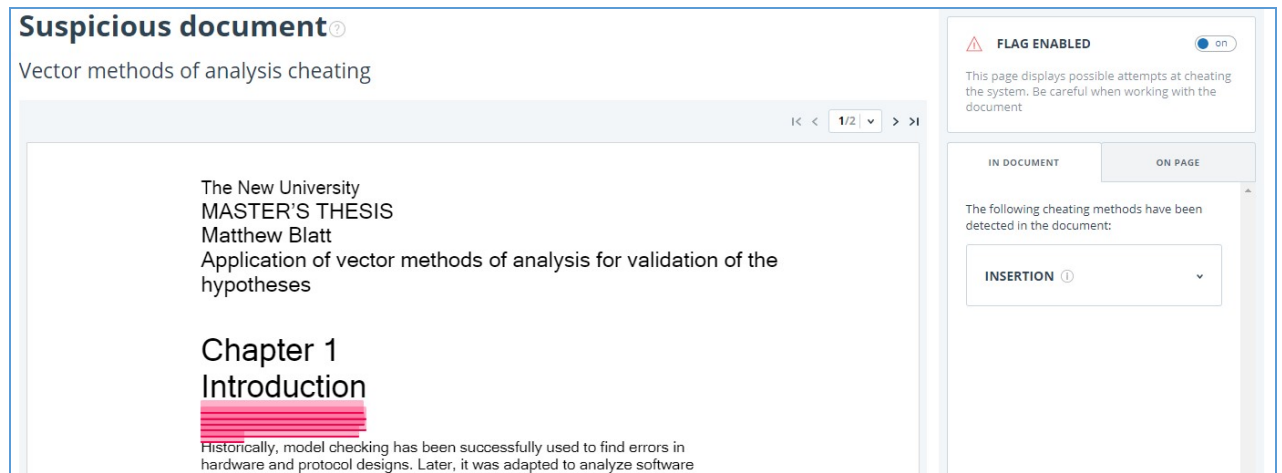 Suspicious document
Vector methods of analysis cheating
1/2
The New University
MASTER'S THESIS
Matthew Blatt
Application of vector methods of analysis for validation of the
hypotheses
Chapter 1
Introduction
Historically, model checking has been successfully used to find errors in
hardware and protocol designs. Later, it was adapted to analyze software
FLAG ENABLED
on
This page displays possible attempts at cheating
the system. Be careful when working with the
document
IN DOCUMENT
ON PAGE
The following cheating methods have been
detected in the document:
INSERTION